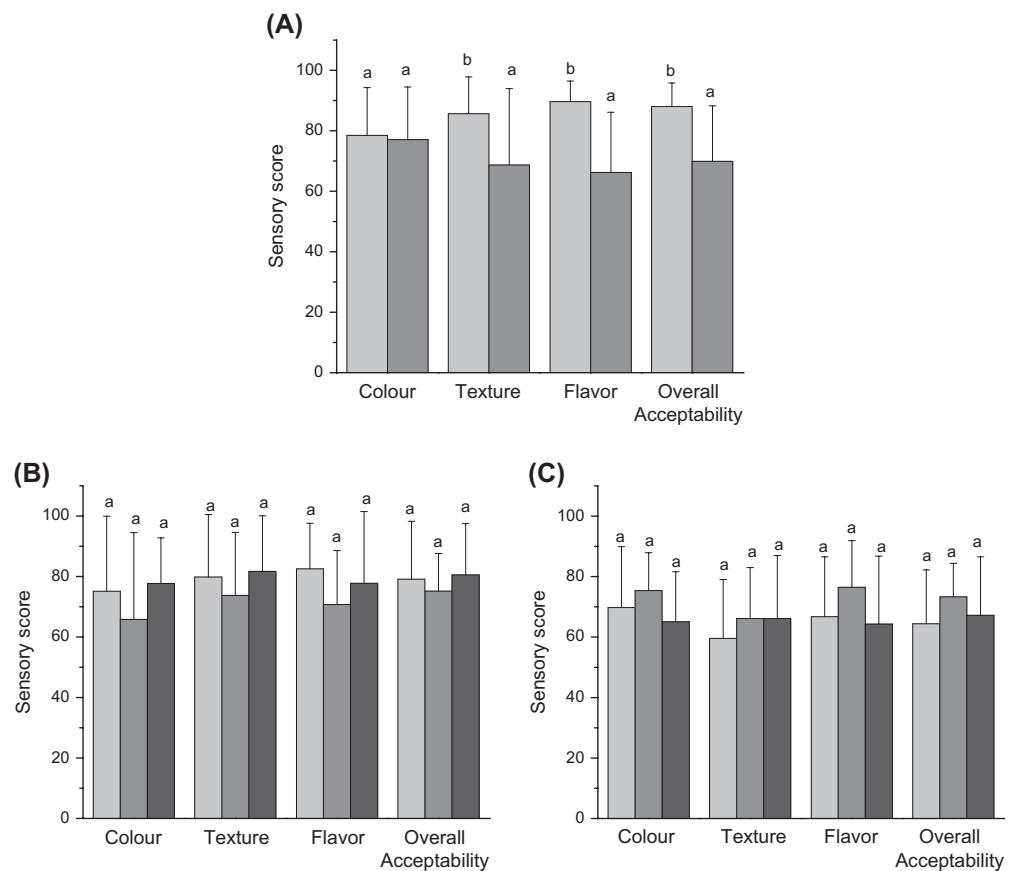 (A)
Sensory score
100
80
60
40
20
0
a a b a b a b a
Colour Texture Flavor Overall
Acceptability
(B)
Sensory score
100
80
60
40
20
0
a a a a a a a a a a a a
Colour Texture Flavor Overall
Acceptability
(C)
Sensory score
100
80
60
40
20
0
a a a a a a a a a a a a
Colour Texture Flavor Overall
Acceptability